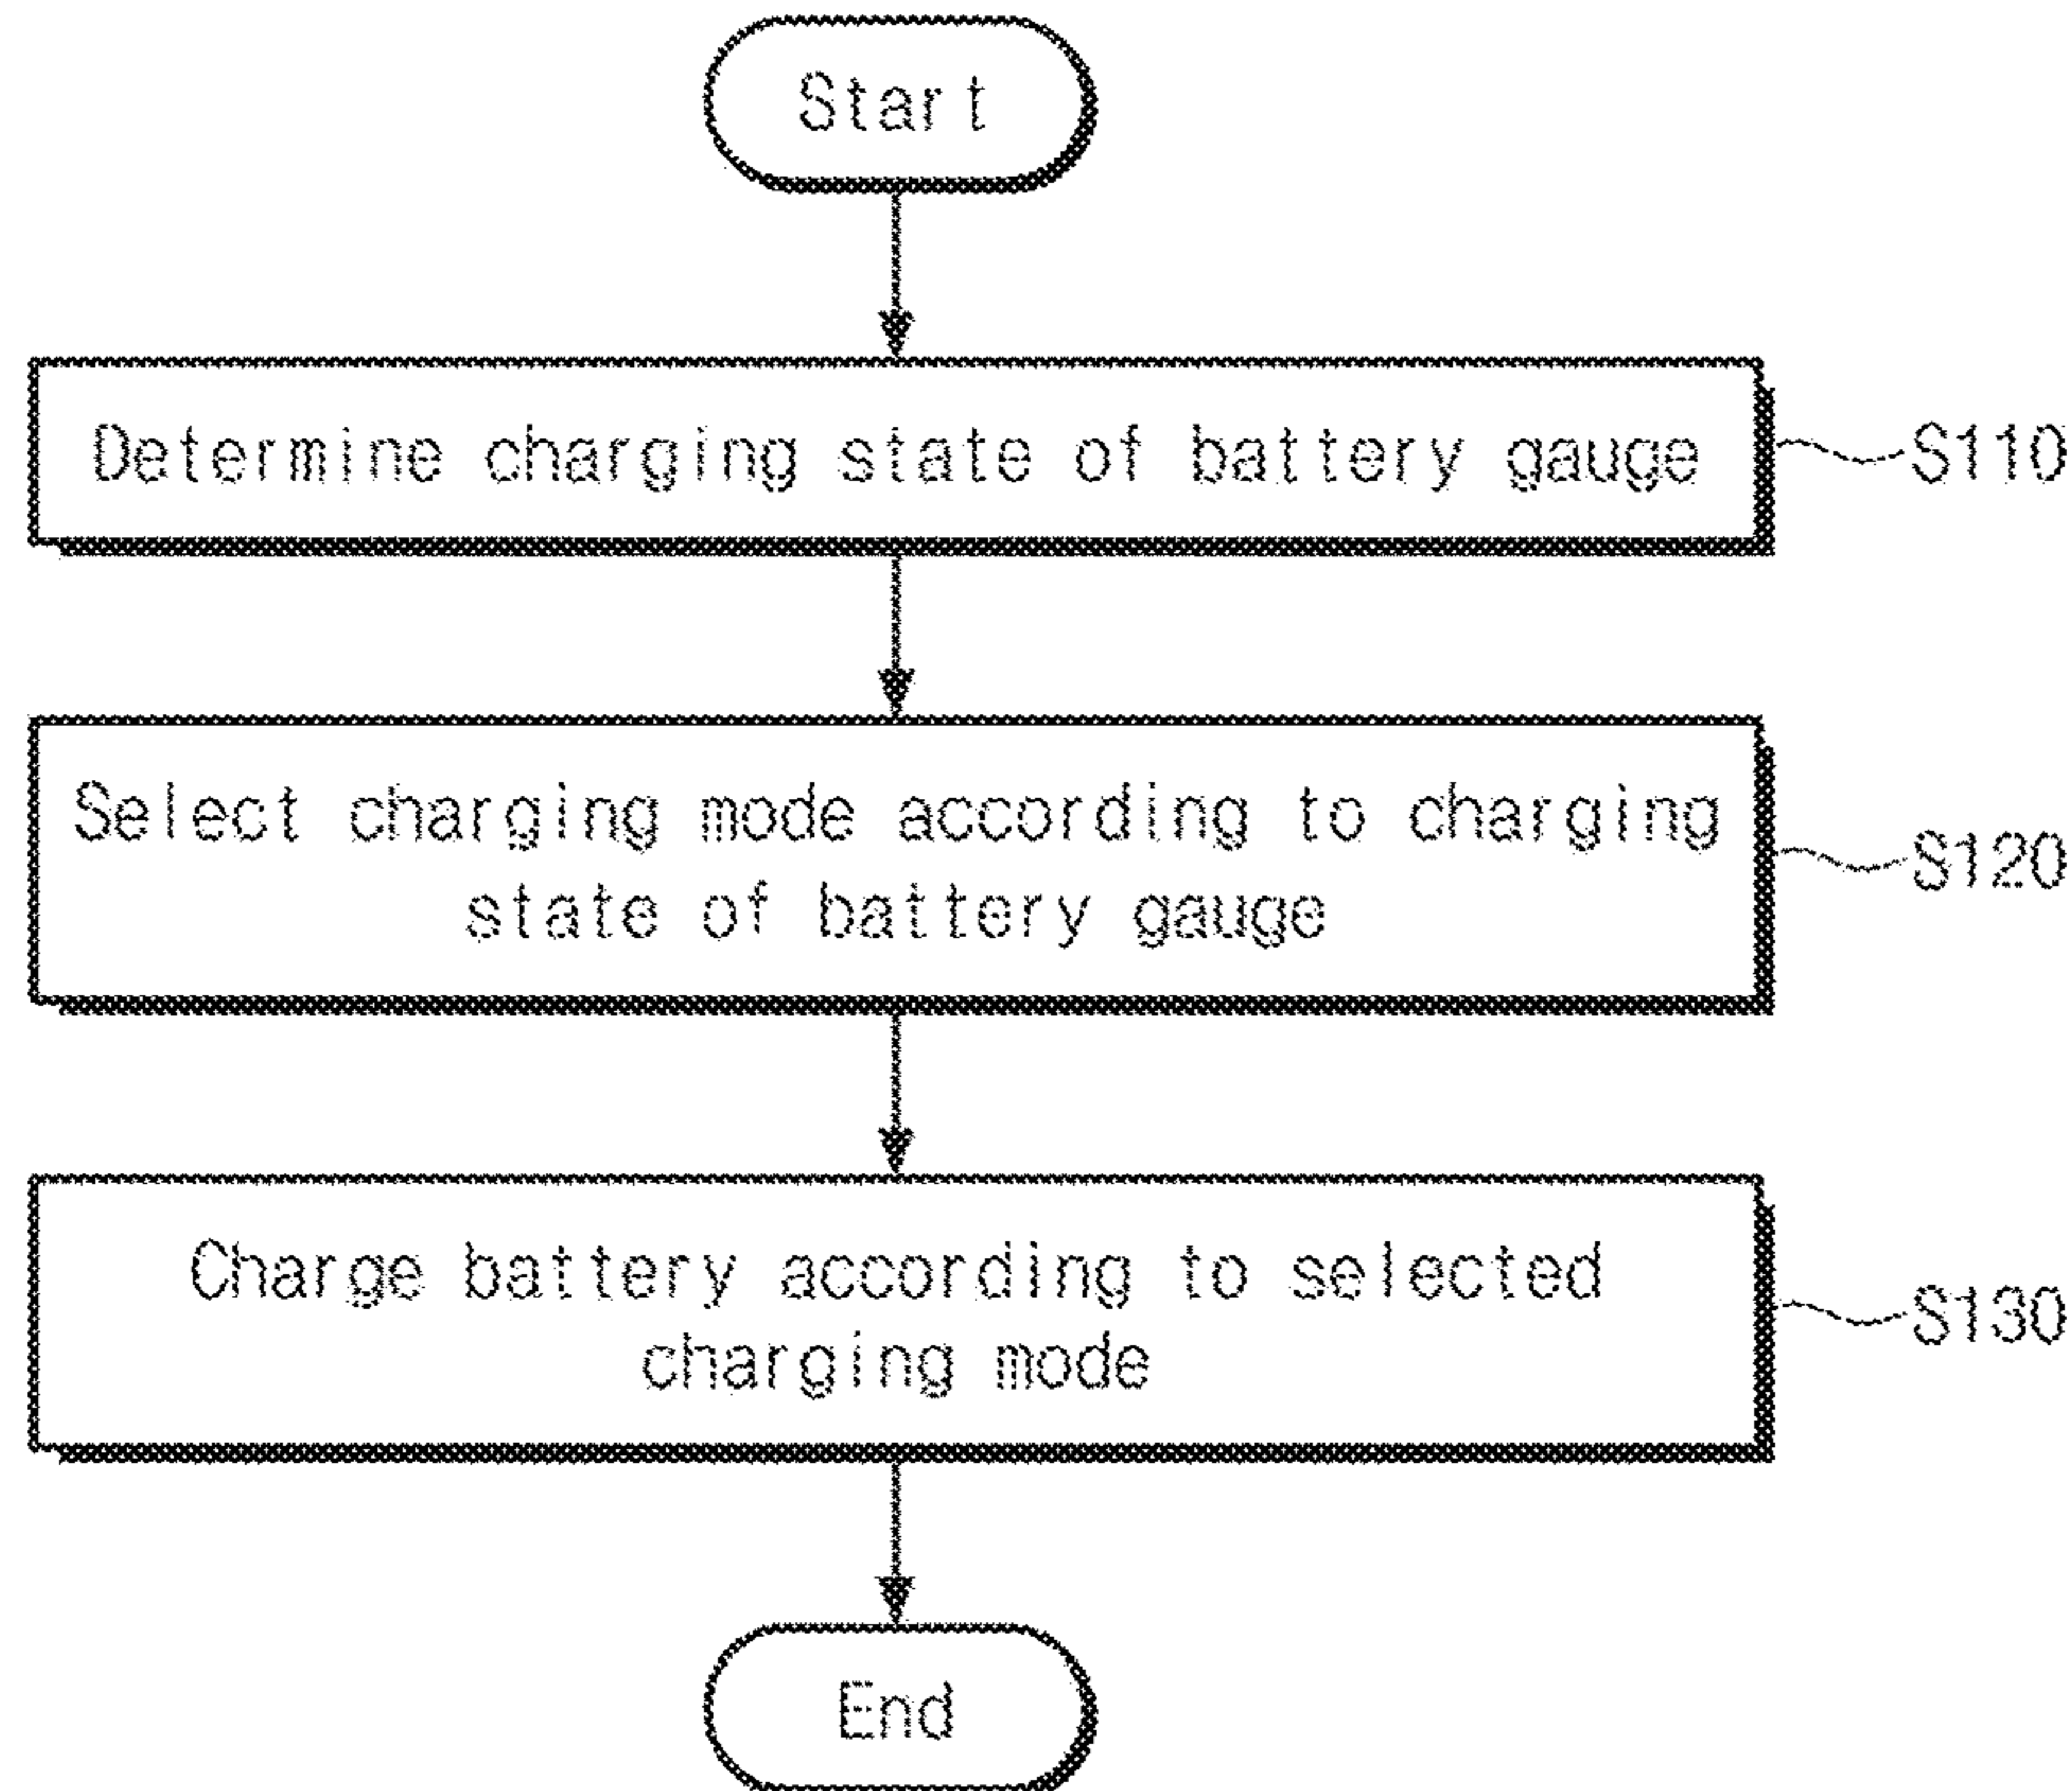 Start
Determine charging state of battery gauge
S110
Select charging mode according to charging
state of battery gauge
S120
Charge battery according to selected
charging mode
S130
End